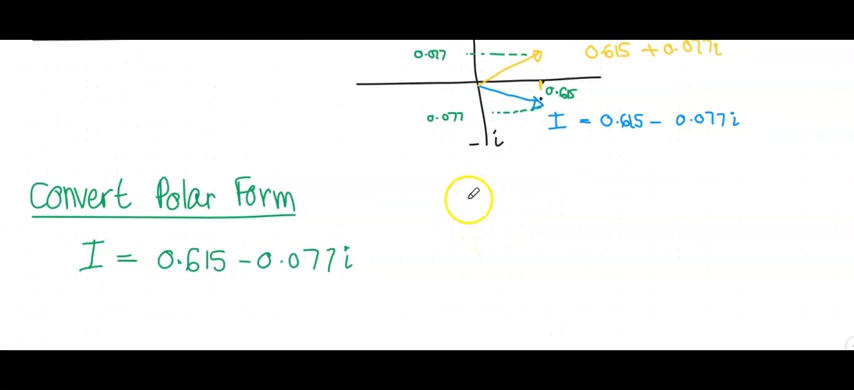 0.077
0.615 + 0.077i
0.615
0.077
I = 0.615 - 0.077i
-i
Convert Polar Form
I = 0.615 - 0.077i